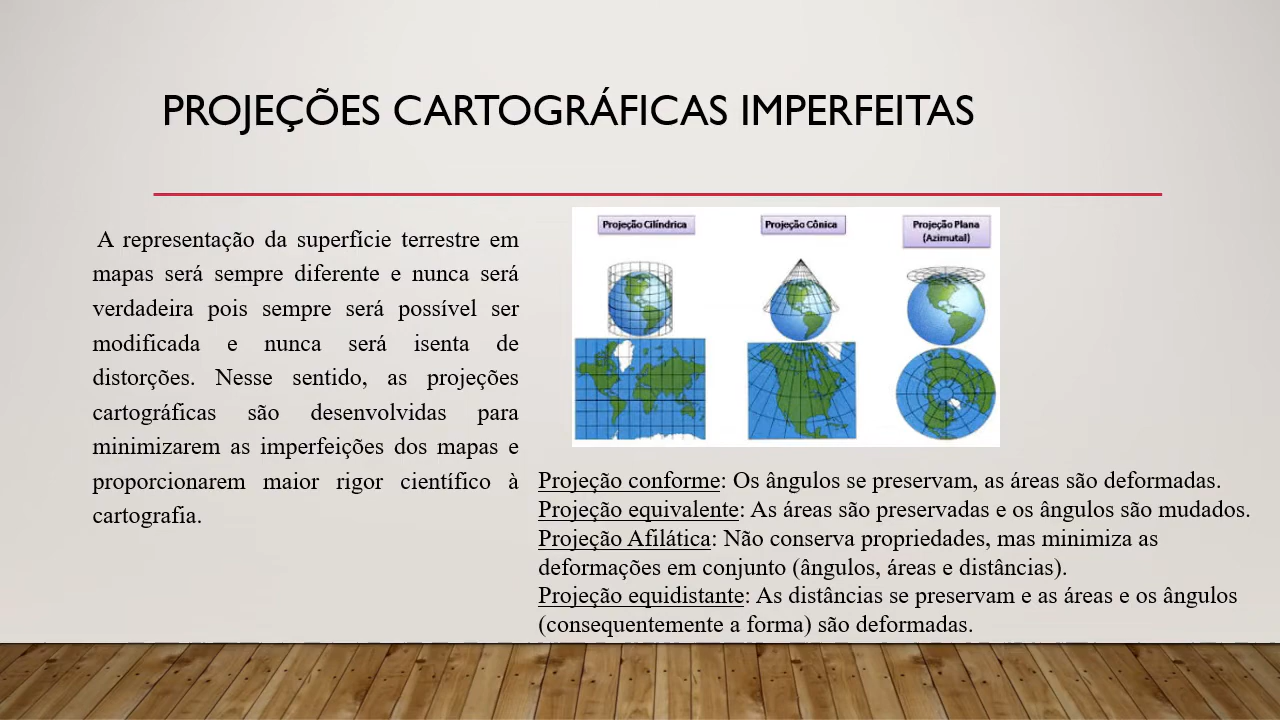 PROJEÇÕES CARTOGRÁFICAS IMPERFEITAS
A representação da superfície terrestre em
mapas será sempre diferente e nunca será
verdadeira pois sempre será possível ser
modificada e nunca será isenta de
distorções. Nesse sentido, as projeções
cartográficas são desenvolvidas para
minimizarem as imperfeições dos mapas e
proporcionarem maior rigor científico à
cartografia.
Projeção Cilíndrica
Projeção Cônica
Projeção Plana
(Azimutal)
Projeção conforme: Os ângulos se preservam, as áreas são deformadas.
Projeção equivalente: As áreas são preservadas e os ângulos são mudados.
Projeção Afilática: Não conserva propriedades, mas minimiza as
deformações em conjunto (ângulos, áreas e distâncias).
Projeção equidistante: As distâncias se preservam e as áreas e os ângulos
(consequentemente a forma) são deformadas.